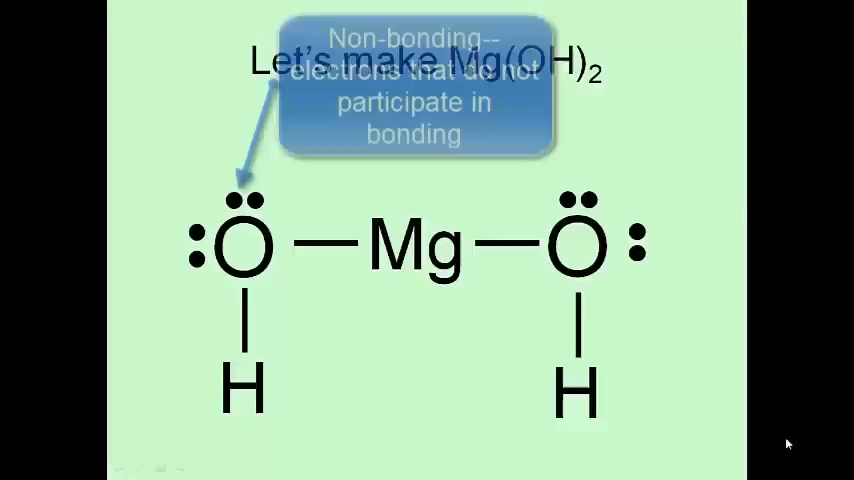 Let's make Mg(OH)₂
Non-bonding--
electrons that do not
participate in
bonding
O Mg O
H H